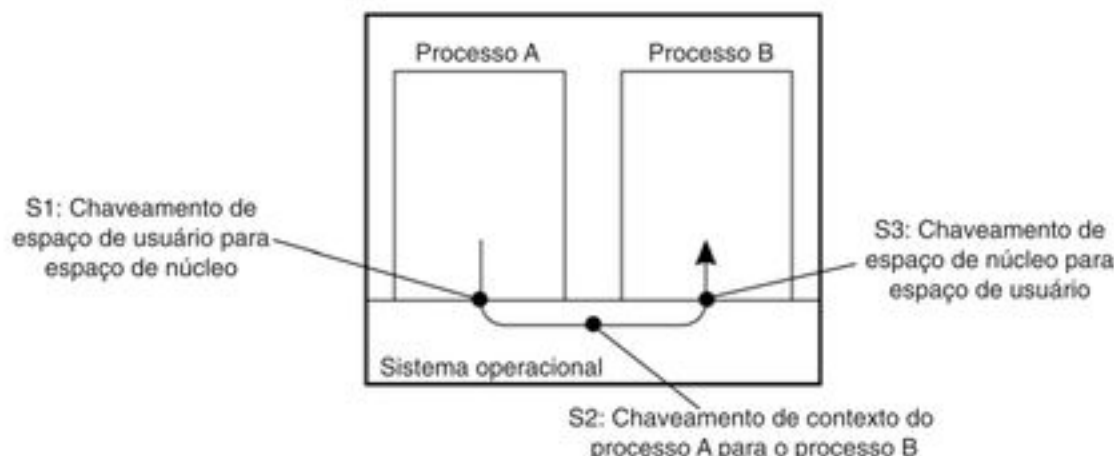 Processo A
Processo B
S1: Chaveamento de
espaço de usuário para
espaço de núcleo
S3: Chaveamento de
espaço de núcleo para
espaço de usuário
Sistema operacional
S2: Chaveamento de contexto do
processo A para o processo B